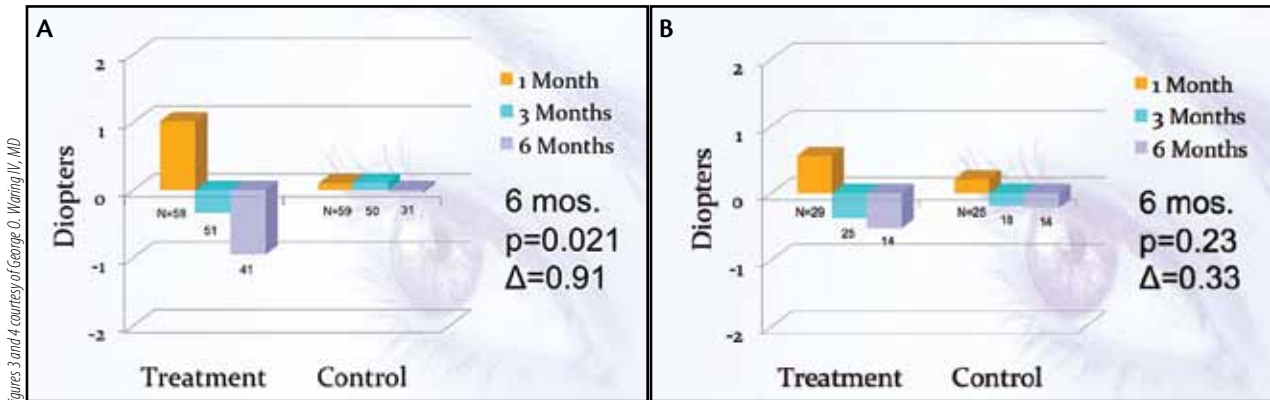 Figures 3 and 4 courtesy of George O. Waring IV, MD
A
2
1
0
-1
-2
Diopters
N=58
51
41
N=59 50 31
1 Month
3 Months
6 Months
6 mos.
p=0.021
Δ=0.91
Treatment Control
B
2
1
0
-1
-2
Diopters
N=29
25
14
N=25 18 14
1 Month
3 Months
6 Months
6 mos.
p=0.23
Δ=0.33
Treatment Control